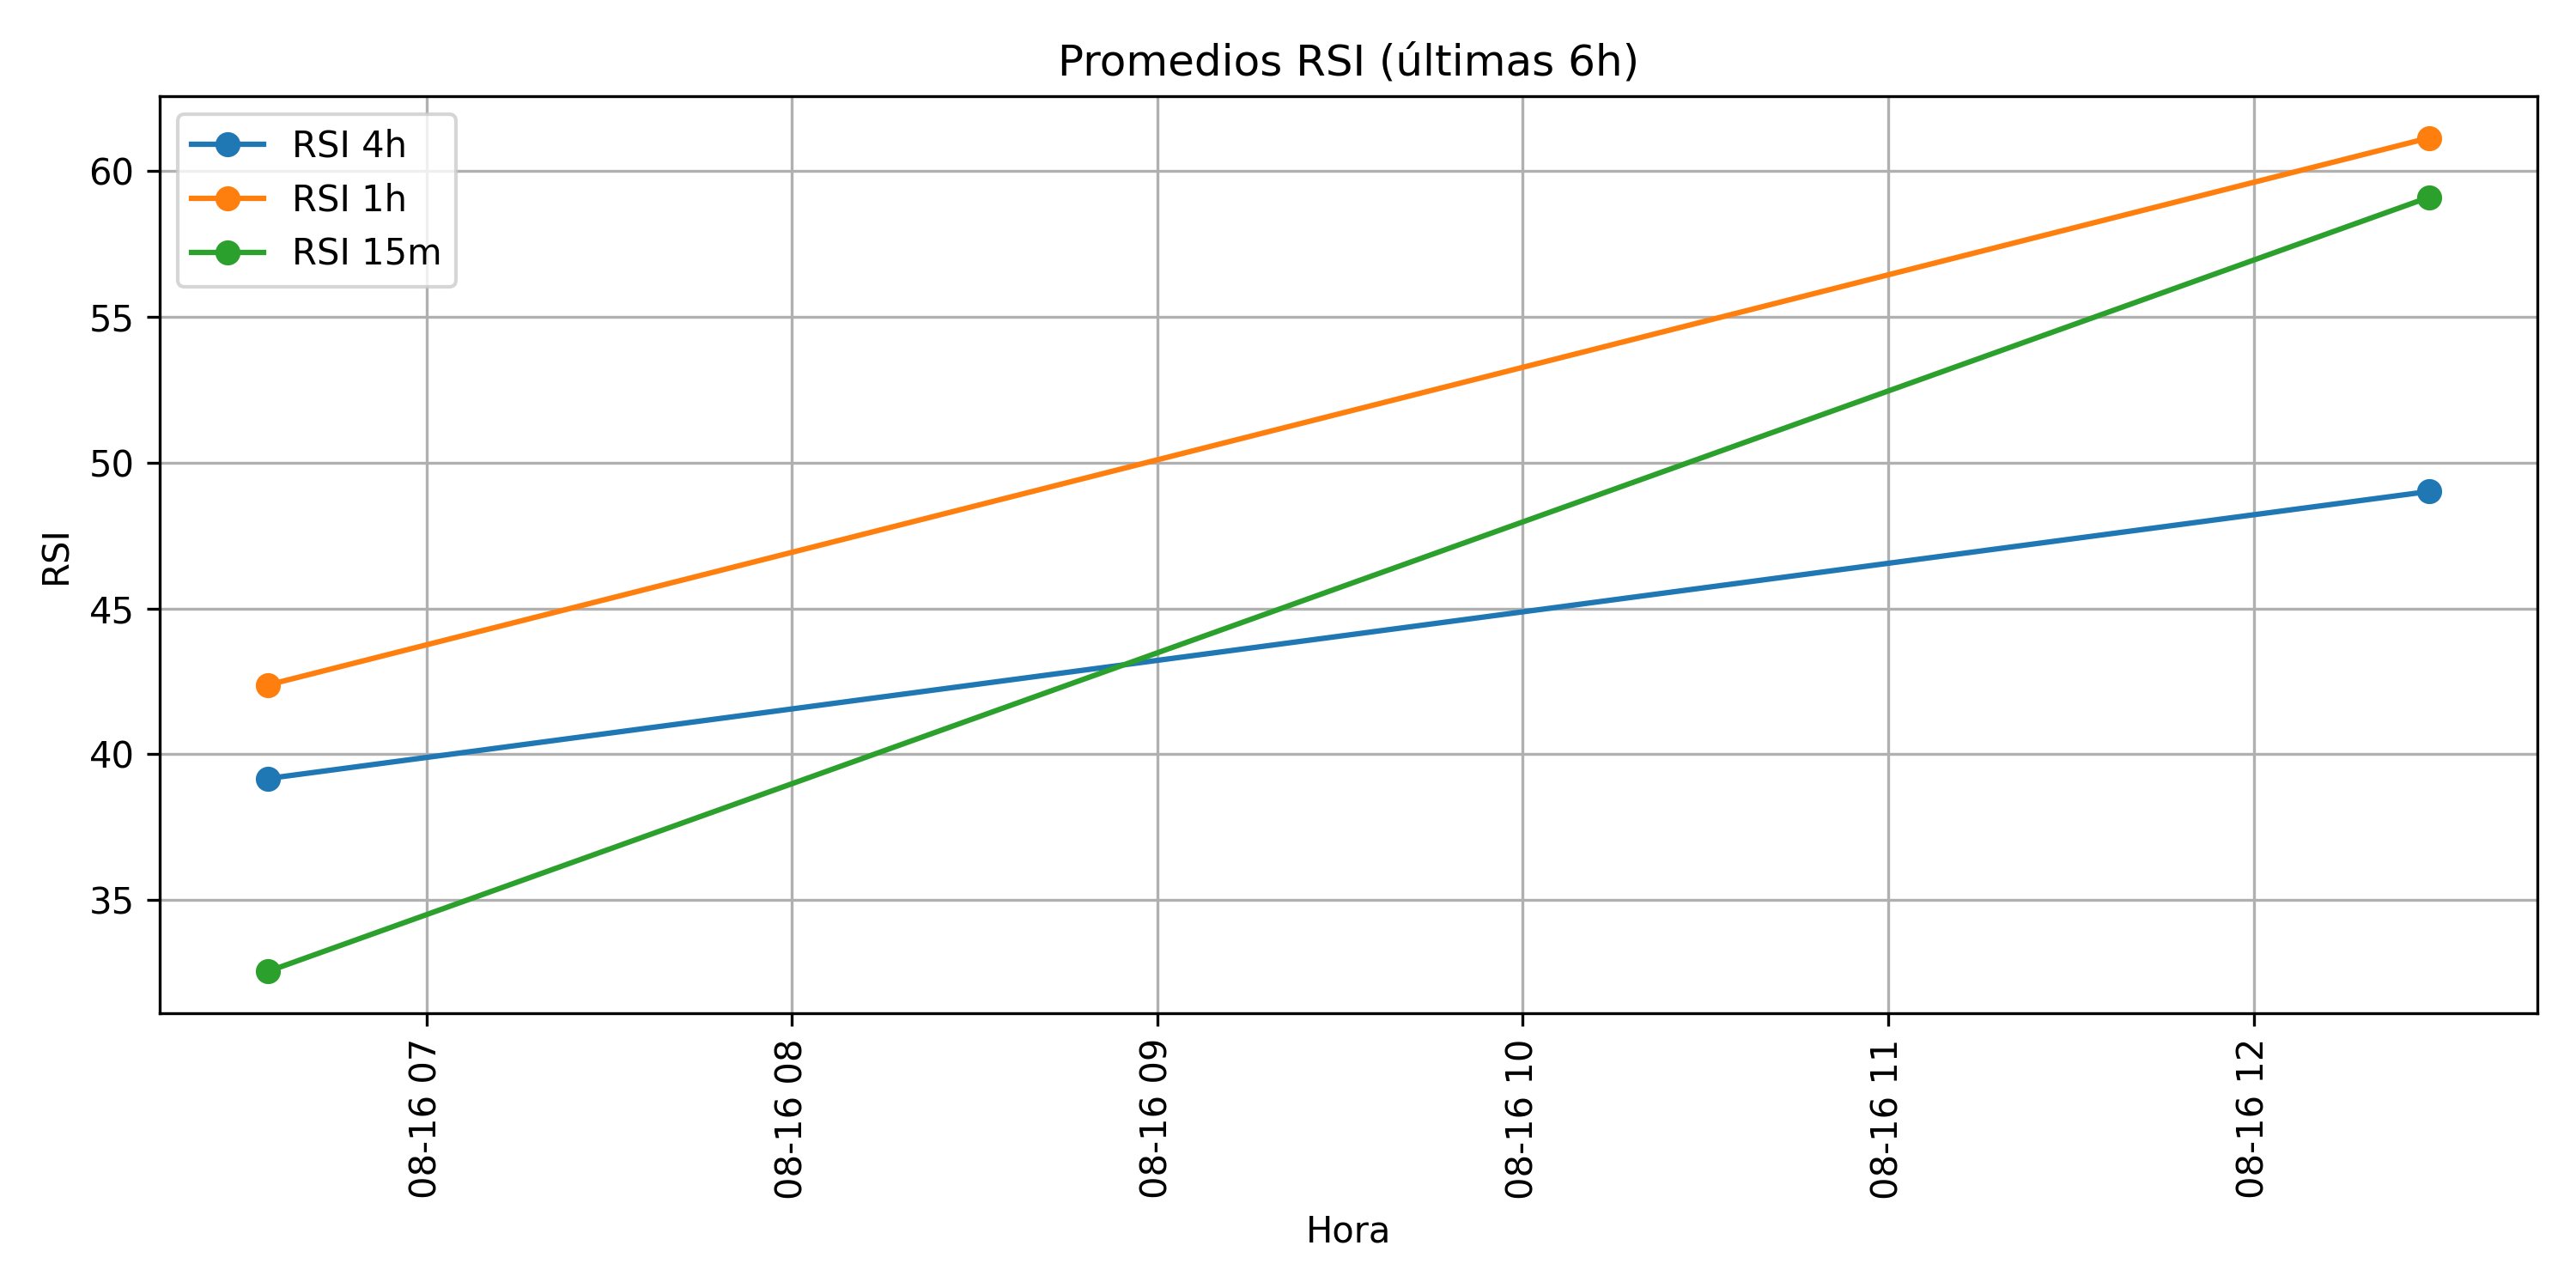 Promedios RSI (últimas 6h)
RSI 4h
RSI 1h
RSI 15m
60
55
50
45
40
35
RSI
08-16 07
08-16 08
08-16 09
08-16 10
08-16 11
08-16 12
Hora